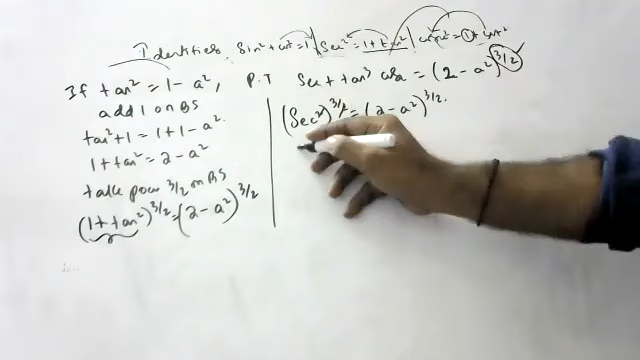 Identities Sin² + cos² = 1 | Sec² = 1 + tan² | cosec² = 1 + cot²
If tan² = 1 - a², P.T Sec + tan³ cosec = (2 - a²)^3/2
add 1 on BS
tan² + 1 = 1 + 1 - a²
1 + tan² = 2 - a²
take power 3/2 on BS
(1 + tan²)^3/2 = (2 - a²)^3/2
(Sec²)^3/2 = (2 - a²)^3/2